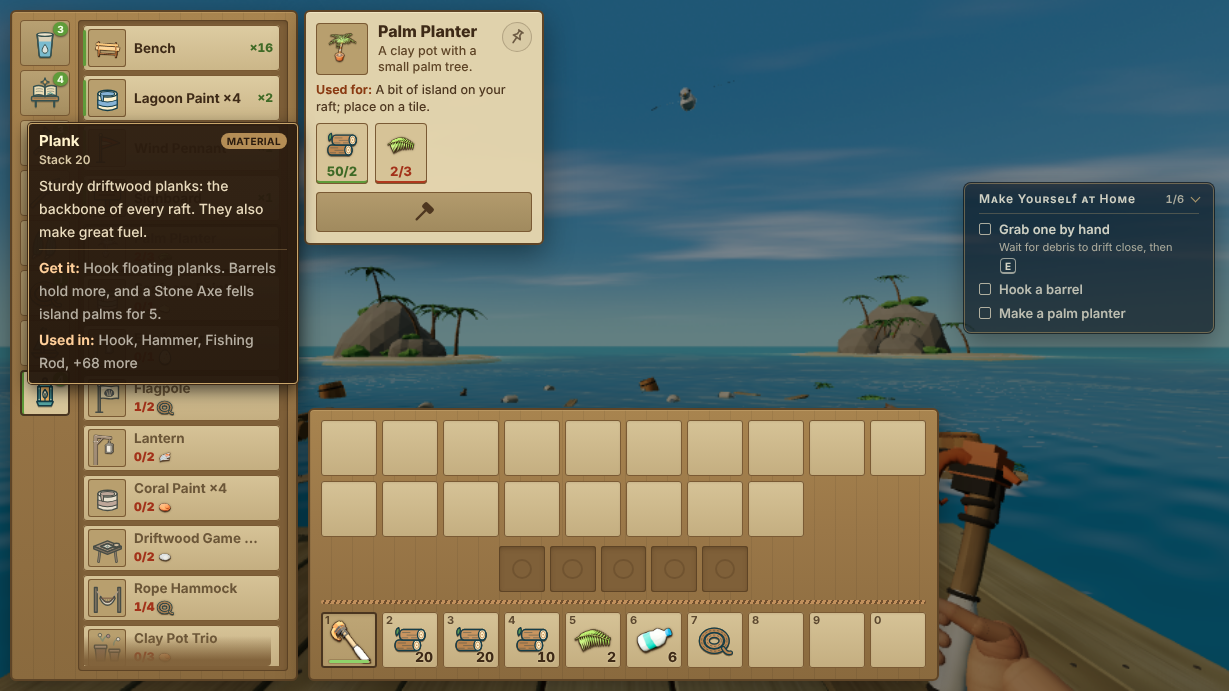 3
4
Bench ×16
Lagoon Paint ×4 ×2
Plank MATERIAL
Stack 20
Sturdy driftwood planks: the
backbone of every raft. They also
make great fuel.
Get it: Hook floating planks. Barrels
hold more, and a Stone Axe fells
island palms for 5.
Used in: Hook, Hammer, Fishing
Rod, +68 more
Flagpole
1/2
Lantern
0/2
Coral Paint ×4
0/2
Driftwood Game ...
0/2
Rope Hammock
1/4
Clay Pot Trio
0/3
Palm Planter
A clay pot with a
small palm tree.
Used for: A bit of island on your
raft; place on a tile.
50/2 2/3
Make Yourself at Home 1/6
Grab one by hand
Wait for debris to drift close, then
E
Hook a barrel
Make a palm planter
1 2 3 4 5 6 7 8 9 0
20 20 10 2 6